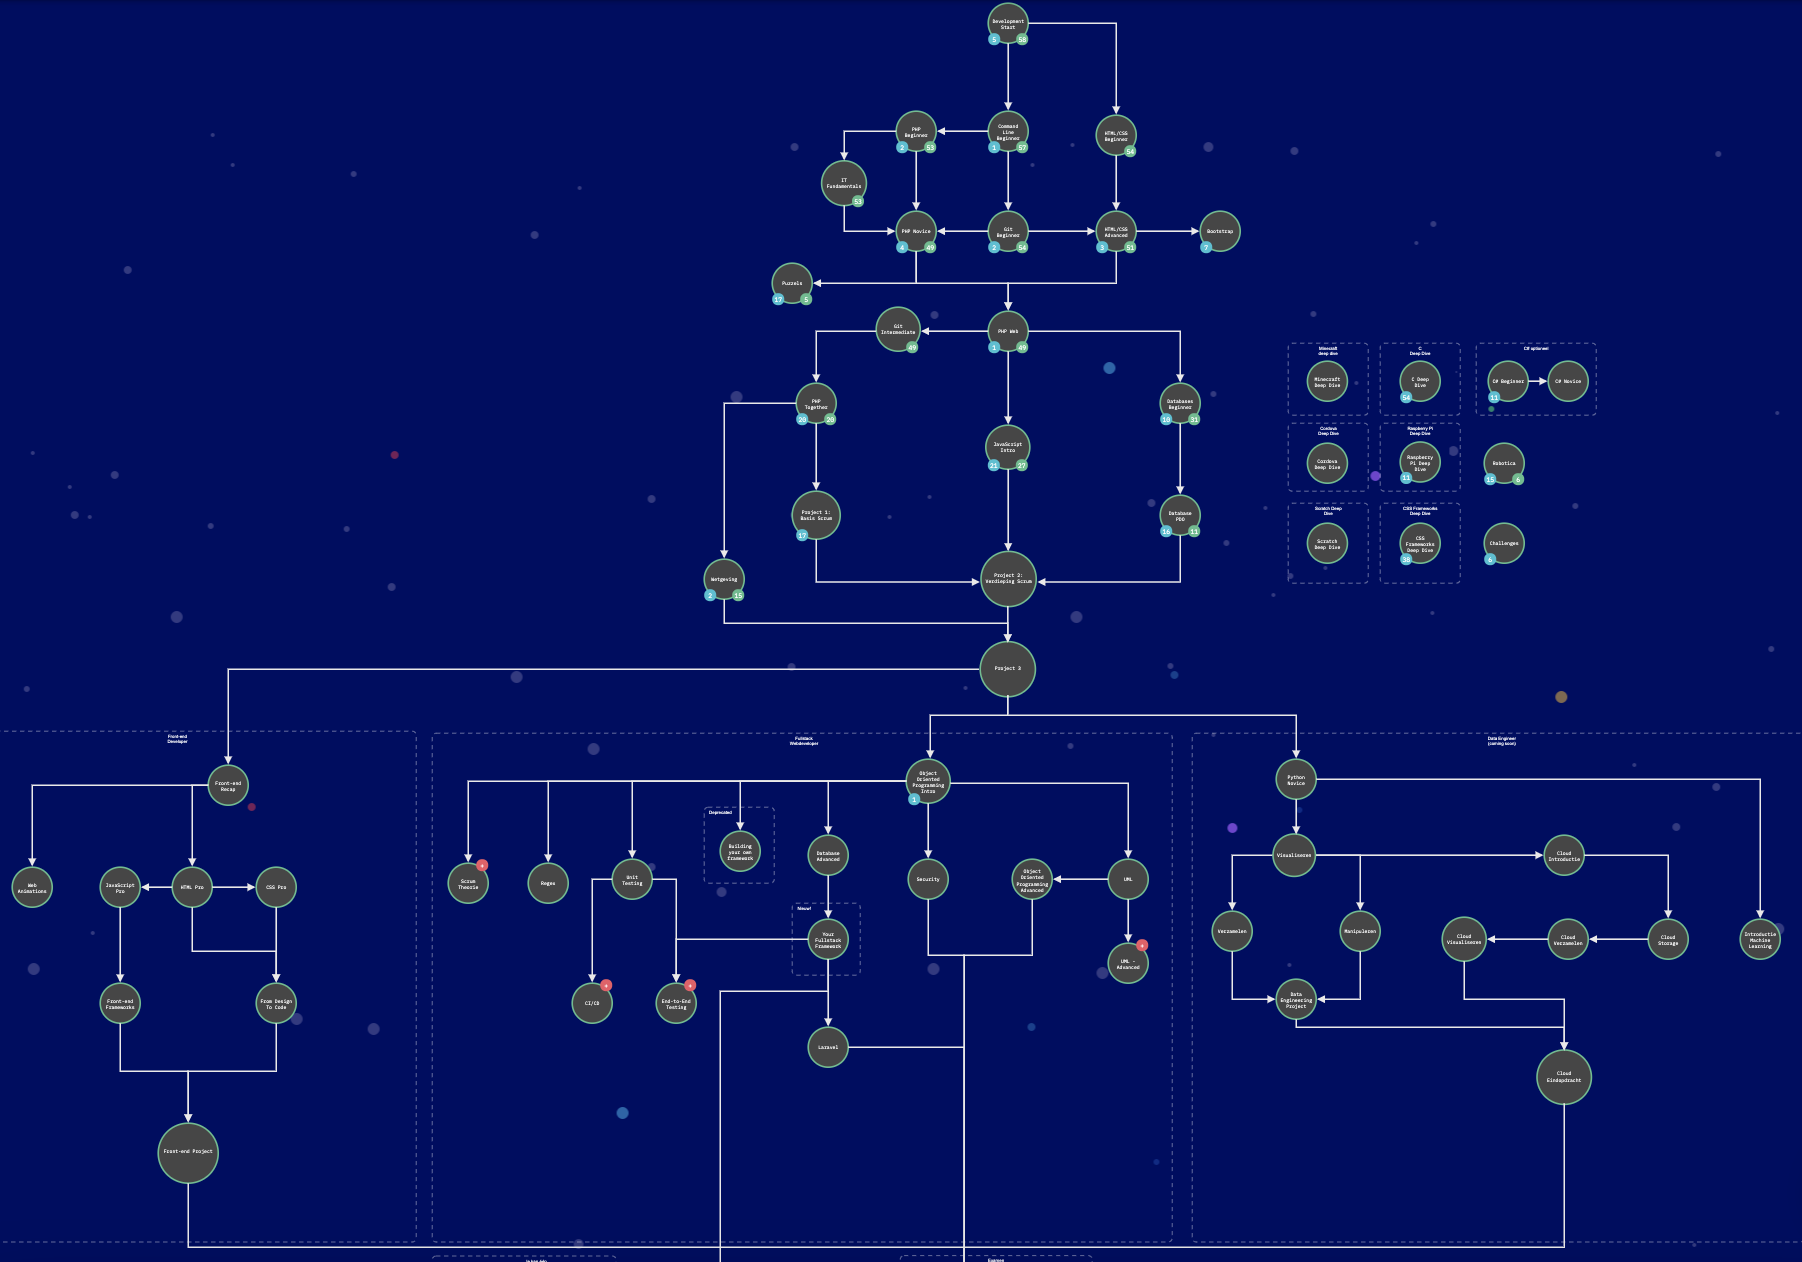 Development
Start
5
58
PHP
Beginner
2
53
Command
Line
Beginner
1
57
HTML/CSS
Beginner
54
IT
Fundamentals
53
PHP Novice
4
49
Git
Beginner
2
54
HTML/CSS
Advanced
3
51
Bootstrap
7
Puzzels
17
5
Git
Intermediate
49
PHP Web
1
49
PHP
Together
20
28
JavaScript
Intro
21
27
Databases
Beginner
18
31
Project 1:
Basis Scrum
17
Database
PDO
16
11
Wetgeving
2
15
Project 2:
Verdieping Scrum
Project 3
Minecraft
deep dive
Minecraft
Deep Dive
C
Deep Dive
C Deep
Dive
54
C# optioneel
C# Beginner
11
C# Novice
Cordova
Deep Dive
Cordova
Deep Dive
Raspberry Pi
Deep Dive
Raspberry
Pi Deep
Dive
11
Robotica
15
6
Scratch Deep
Dive
Scratch
Deep Dive
CSS Frameworks
Deep Dive
CSS
Frameworks
Deep Dive
38
Challenges
6
Front-end
Developer
Front-end
Recap
Web
Animations
JavaScript
Pro
HTML Pro
CSS Pro
Front-end
Frameworks
From Design
To Code
Front-end Project
Fullstack
Webdeveloper
Object
Oriented
Programming
Intro
1
Scrum
Theorie
+
Regex
Unit
Testing
Deprecated
Building
your own
framework
Database
Advanced
Security
Object
Oriented
Programming
Advanced
UML
Nieuw!
Your
Fullstack
Framework
UML -
Advanced
+
CI/CD
+
End-to-End
Testing
+
Laravel
Data Engineer
(coming soon)
Python
Novice
Visualiseren
Cloud
Introductie
Verzamelen
Manipuleren
Cloud
Visualiseren
Cloud
Verzamelen
Cloud
Storage
Introductie
Machine
Learning
Data
Engineering
Project
Cloud
Eindopdracht